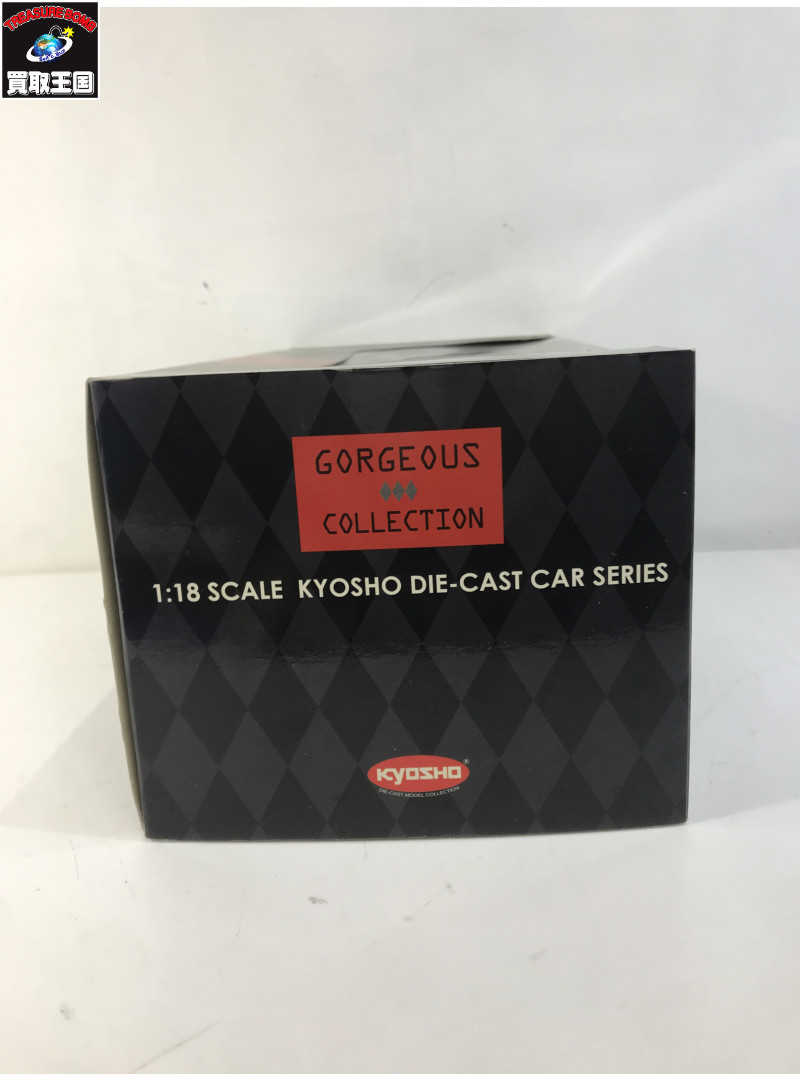 TREASURE BOMB
買取王国
GORGEOUS
COLLECTION
1:18 SCALE KYOSHO DIE-CAST CAR SERIES
KYOSHO®
DIE-CAST MODEL COLLECTION